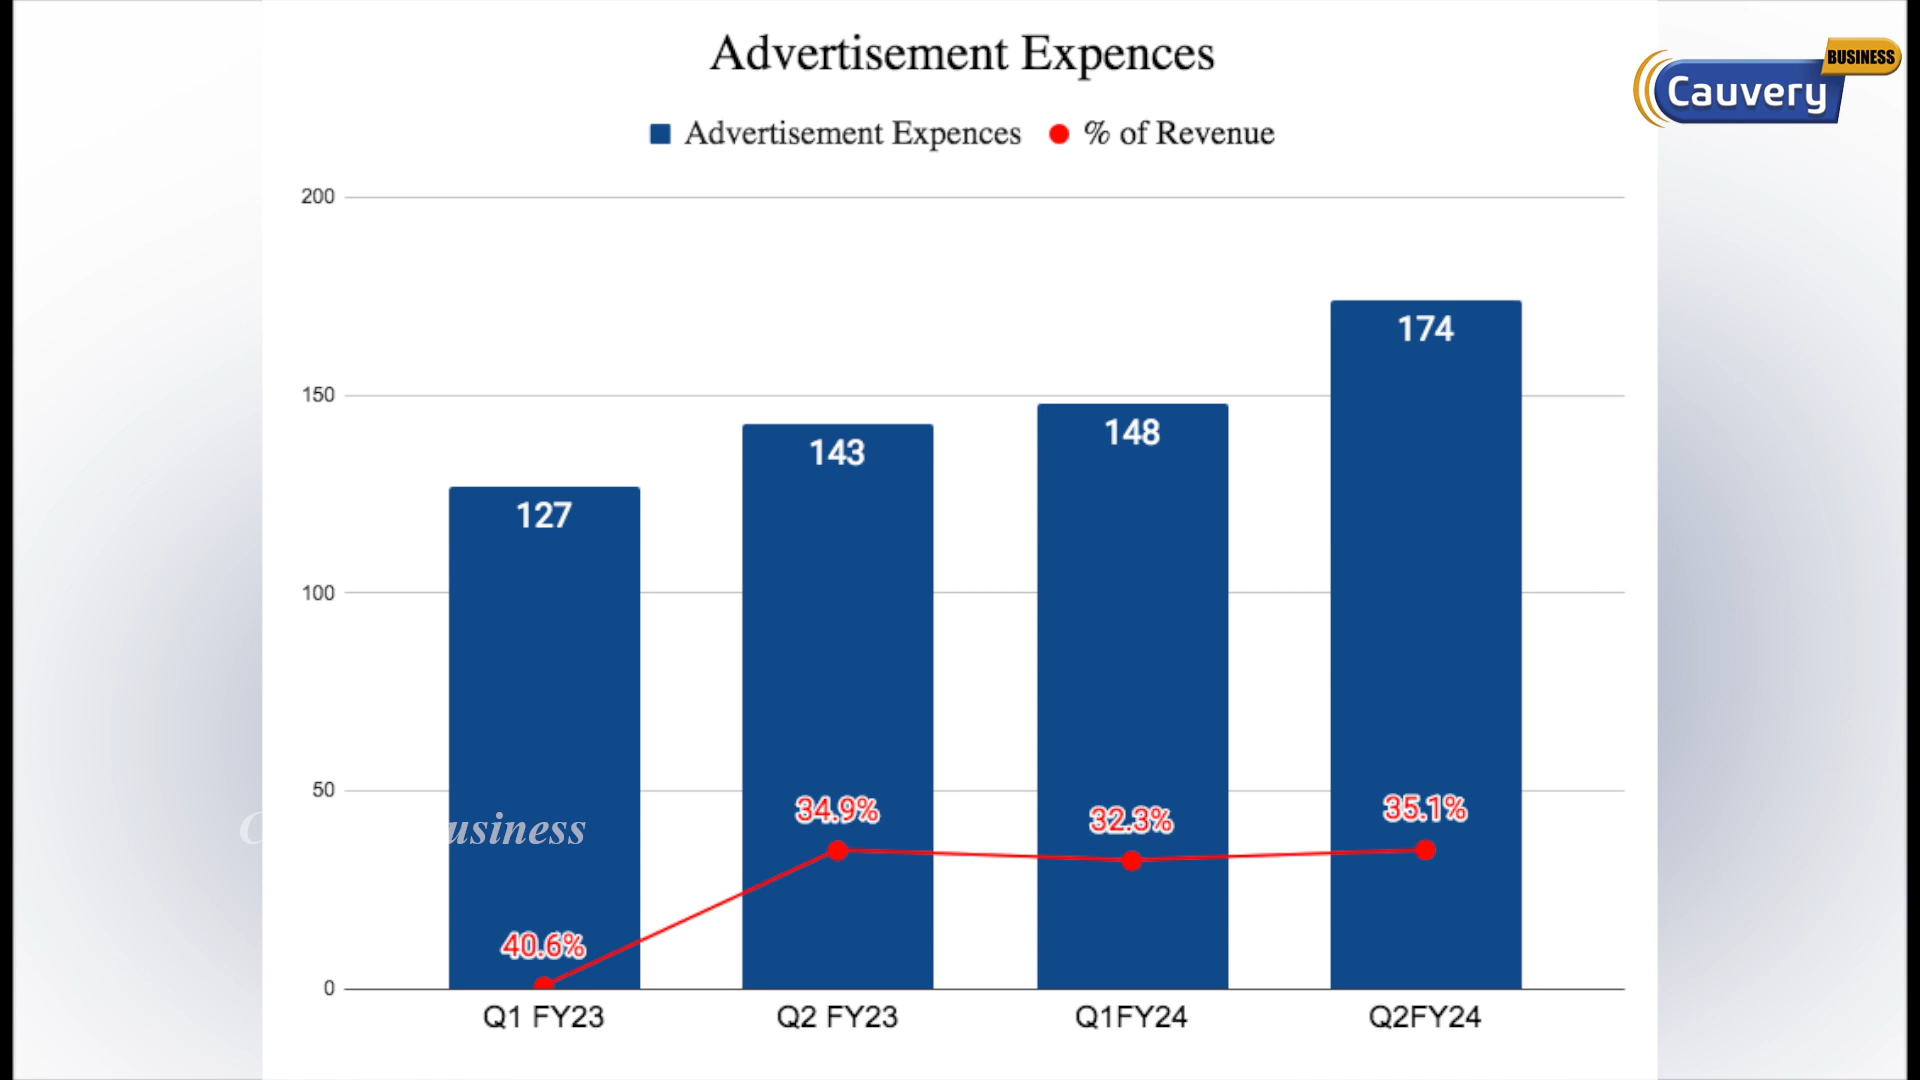 Advertisement Expences
BUSINESS
Cauvery
Advertisement Expences % of Revenue
200
150
100
50
0
127
143
148
174
40.6%
34.9%
32.3%
35.1%
usiness
Q1 FY23 Q2 FY23 Q1FY24 Q2FY24